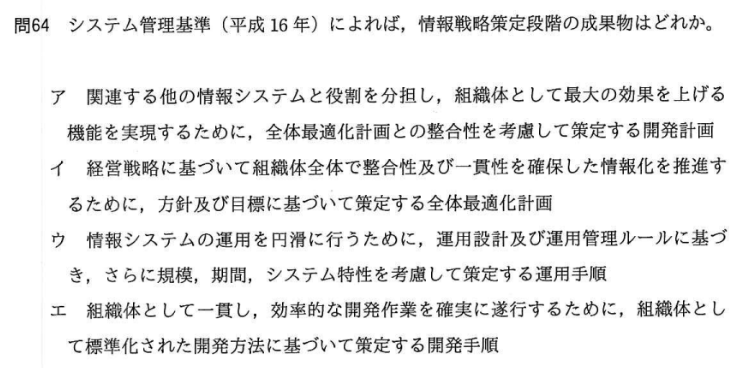 問64 システム管理基準（平成16年）によれば，情報戦略策定段階の成果物はどれか。
ア 関連する他の情報システムと役割を分担し，組織体として最大の効果を上げる
機能を実現するために，全体最適化計画との整合性を考慮して策定する開発計画
イ 経営戦略に基づいて組織体全体で整合性及び一貫性を確保した情報化を推進す
るために，方針及び目標に基づいて策定する全体最適化計画
ウ 情報システムの運用を円滑に行うために，運用設計及び運用管理ルールに基づ
き，さらに規模，期間，システム特性を考慮して策定する運用手順
エ 組織体として一貫し，効率的な開発作業を確実に遂行するために，組織体とし
て標準化された開発方法に基づいて策定する開発手順